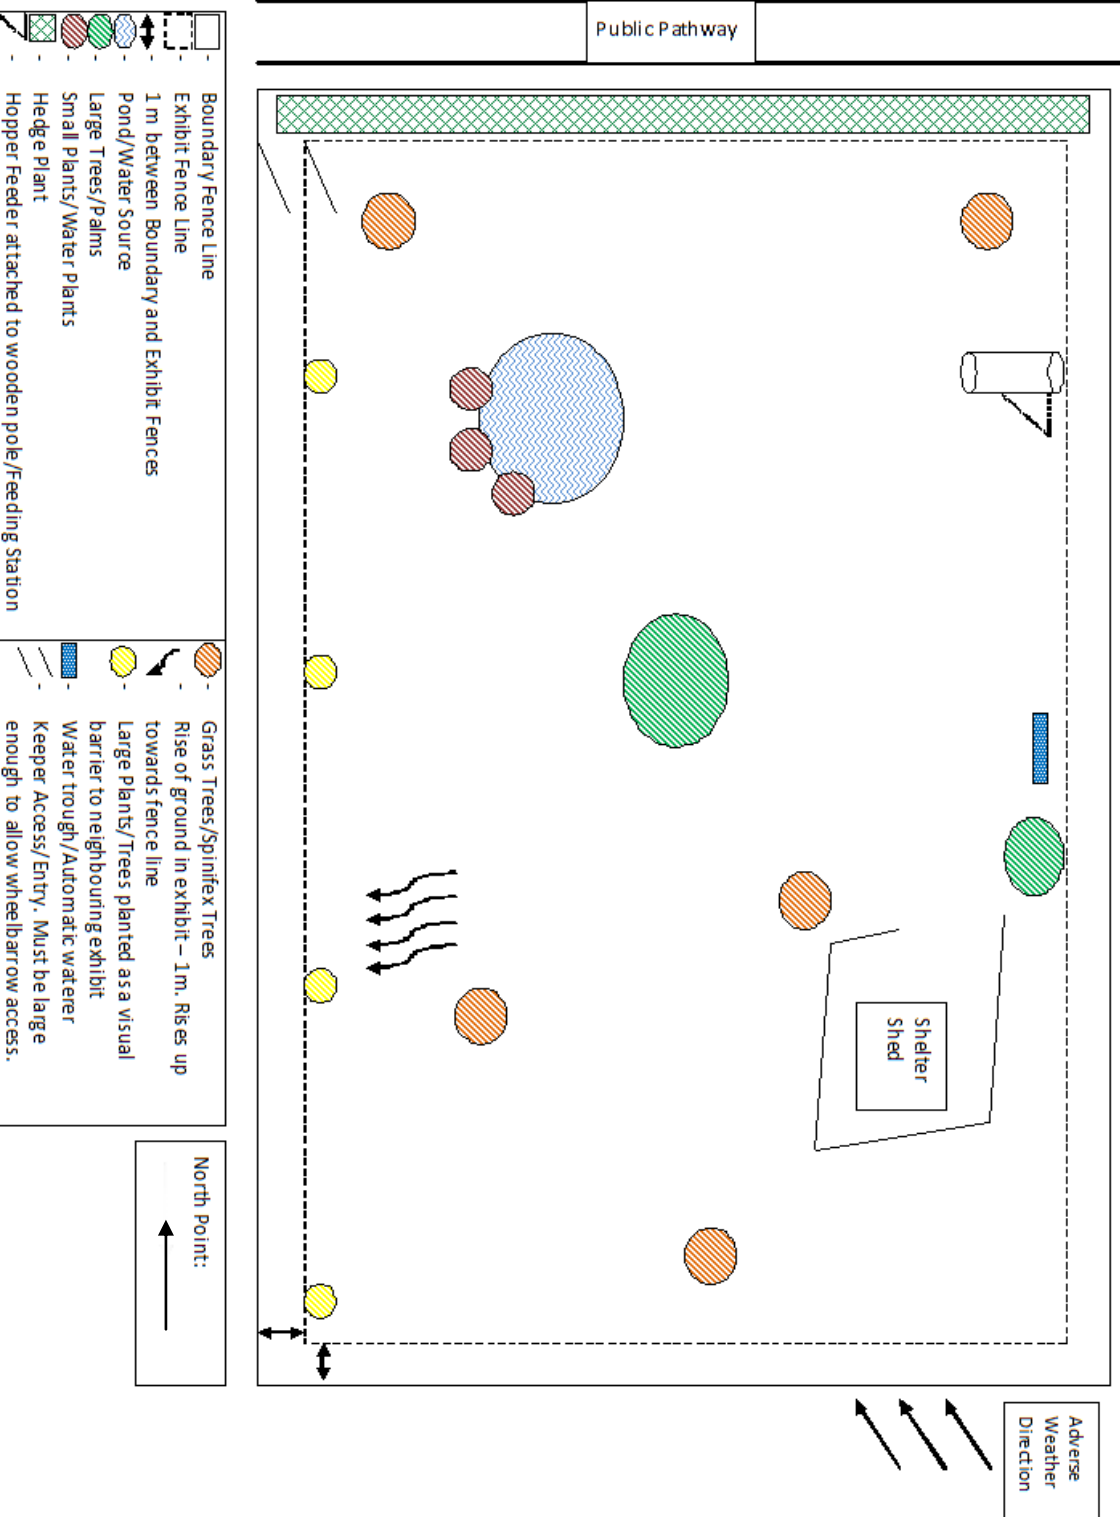 Public Pathway
Shelter
Shed
Adverse
Weather
Direction
- Boundary Fence Line
- Exhibit Fence Line
- 1 m between Boundary and Exhibit Fences
- Pond/Water Source
- Large Trees/Palms
- Small Plants/Water Plants
- Hedge Plant
- Hopper Feeder attached to wooden pole/Feeding Station
- Grass Trees/Spinifex Trees
- Rise of ground in exhibit – 1m. Rises up
towards fence line
- Large Plants/Trees planted as a visual
barrier to neighbouring exhibit
- Water trough/Automatic waterer
- Keeper Access/Entry. Must be large
enough to allow wheelbarrow access.
North Point: